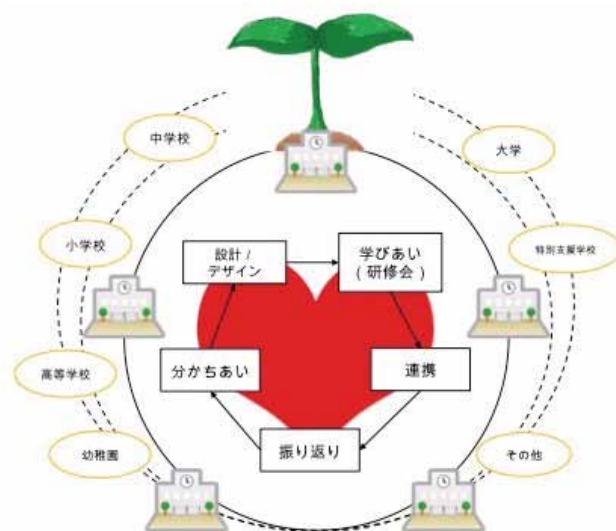 中学校
大学
小学校
特別支援学校
設計 /
デザイン
学びあい
( 研修会 )
高等学校
分かちあい
連携
幼稚園
振り返り
その他